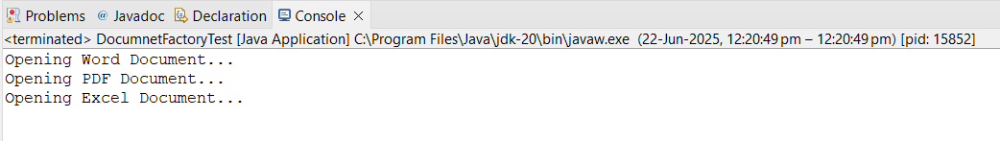 Problems @ Javadoc Declaration Console ×
<terminated> DocumnetFactoryTest [Java Application] C:\Program Files\Java\jdk-20\bin\javaw.exe (22-Jun-2025, 12:20:49 pm – 12:20:49 pm) [pid: 15852]
Opening Word Document...
Opening PDF Document...
Opening Excel Document...